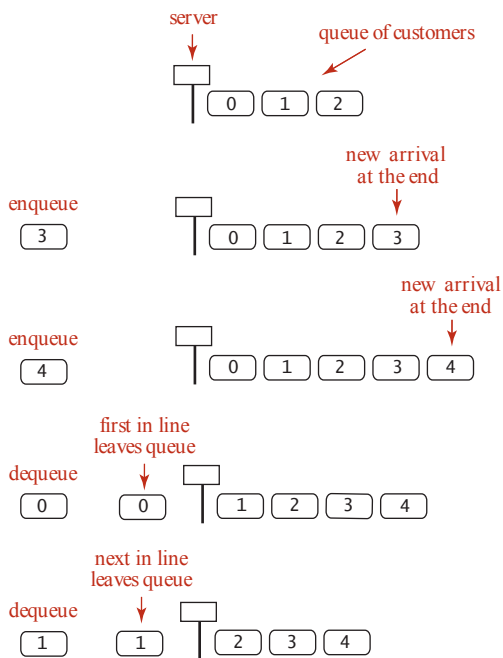 server
queue of customers
0 1 2
new arrival
at the end
enqueue
3
0 1 2 3
new arrival
at the end
enqueue
4
0 1 2 3 4
first in line
leaves queue
dequeue
0
0
1 2 3 4
next in line
leaves queue
dequeue
1
1
2 3 4